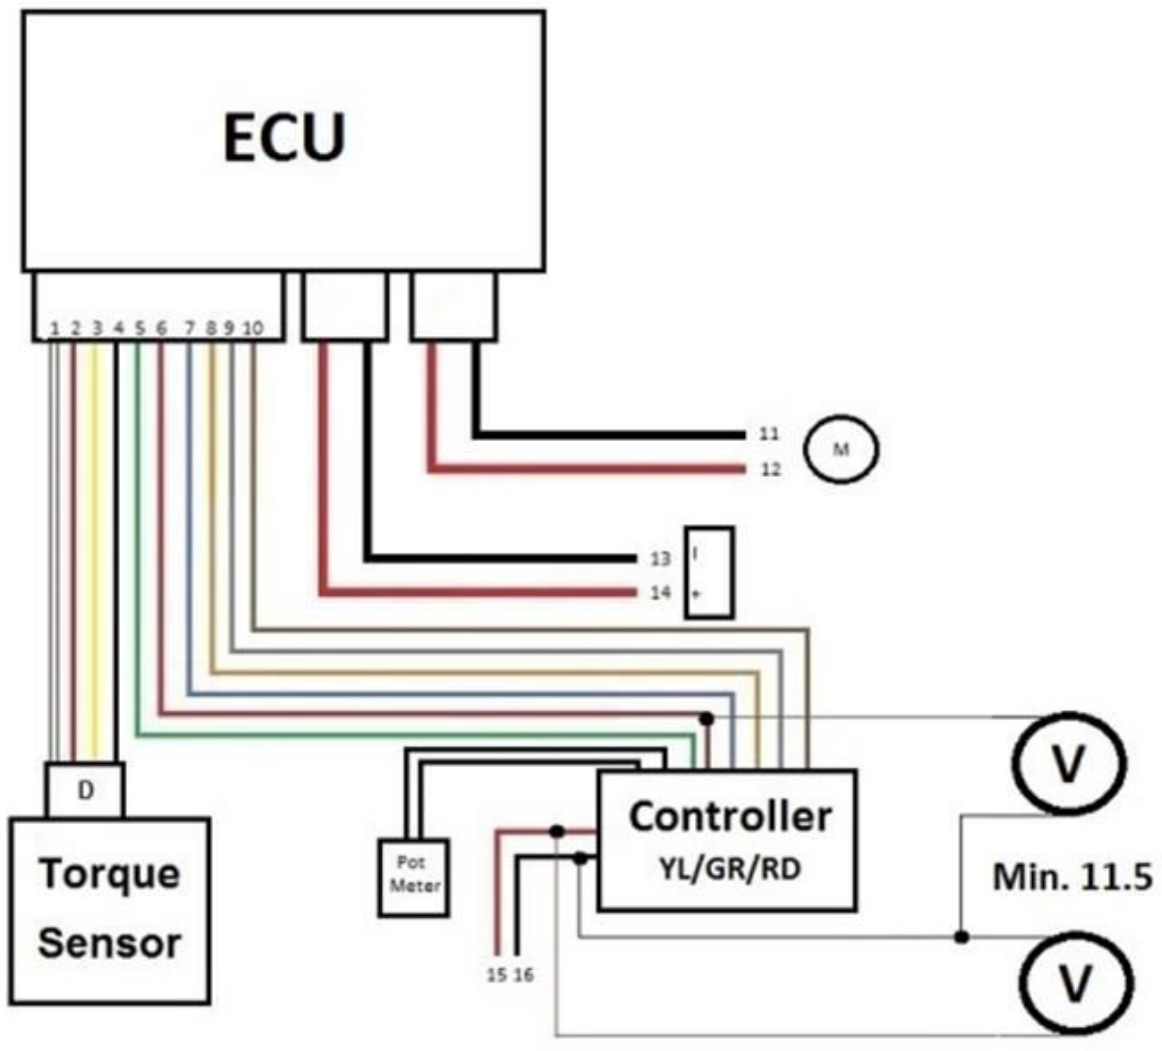 ECU
1 2 3 4 5 6 7 8 9 10
11
M
12
13 I
14 +
D
V
Controller
YL/GR/RD
Pot
Meter
Torque
Sensor
Min. 11.5
15 16
V